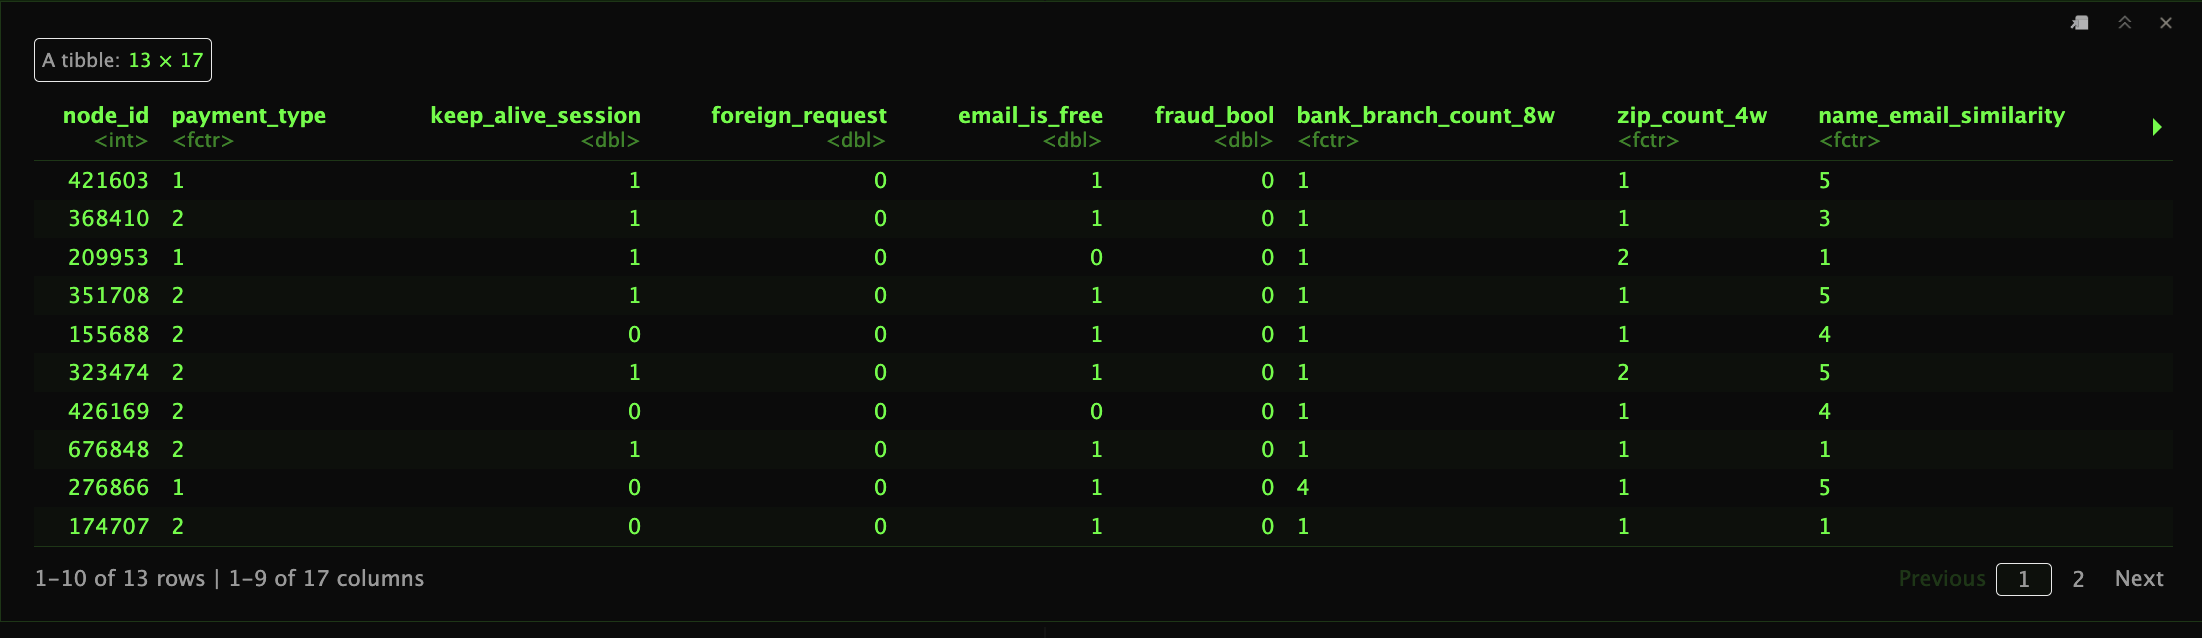 A tibble: 13 × 17
node_id payment_type keep_alive_session foreign_request email_is_free fraud_bool bank_branch_count_8w zip_count_4w name_email_similarity
<int> <fctr> <dbl> <dbl> <dbl> <dbl> <fctr> <fctr> <fctr>
421603 1 1 0 1 0 1 1 5
368410 2 1 0 1 0 1 1 3
209953 1 1 0 0 0 1 2 1
351708 2 1 0 1 0 1 1 5
155688 2 0 0 1 0 1 1 4
323474 2 1 0 1 0 1 2 5
426169 2 0 0 0 0 1 1 4
676848 2 1 0 1 0 1 1 1
276866 1 0 0 1 0 4 1 5
174707 2 0 0 1 0 1 1 1
1–10 of 13 rows | 1–9 of 17 columns Previous 1 2 Next